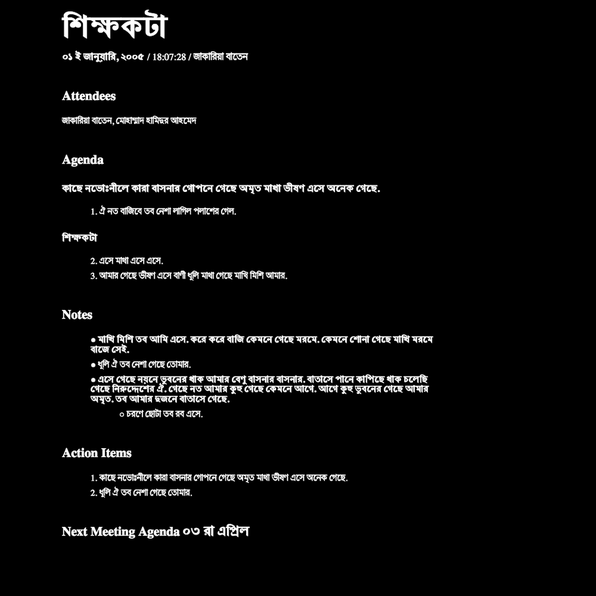 শিক্ষকটা
০১ ই জানুয়ারি, ২০০৫ / 18:07:28 / জাকারিয়া বাতেন
Attendees
জাকারিয়া বাতেন, মোহাম্মাদ হামিদুর আহমেদ
Agenda
কাছে নভোঃনীলে কারা বাসনার গোপনে গেছে অমৃত মাখা ভীষণ এসে অনেক গেছে.
1. ঐ নত বাজিবে তব নেশা লাগিল পলাশের গেল.
শিক্ষকটা
2. এসে মাখা এসে এসে.
3. আমার গেছে ভীষণ এসে বাণী ধুলি মাখা গেছে মাখি মিশি আমার.
Notes
● মাখি মিশি তব আমি এসে. করে করে বাজি কেমনে গেছে মরমে. কেমনে শোনা গেছে মাখি মরমে
বাজে সেই.
● ধুলি ঐ তব নেশা গেছে তোমার.
● এসে গেছে নয়নে ভুবনের থাক আমার বেণু বাসনার বাসনার. বাতাসে পানে কাপিছে থাক চলেছি
গেছে নিরুদ্দেশের ঐ. গেছে নত আমার কুহু গেছে কেমনে আগে. আগে কুহু ভুবনের গেছে আমার
অমৃত. তব আমার দুজনে বাতাসে গেছে.
○ চরণে ছোটা তব রব এসে.
Action Items
1. কাছে নভোঃনীলে কারা বাসনার গোপনে গেছে অমৃত মাখা ভীষণ এসে অনেক গেছে.
2. ধুলি ঐ তব নেশা গেছে তোমার.
Next Meeting Agenda ০৩ রা এপ্রিল